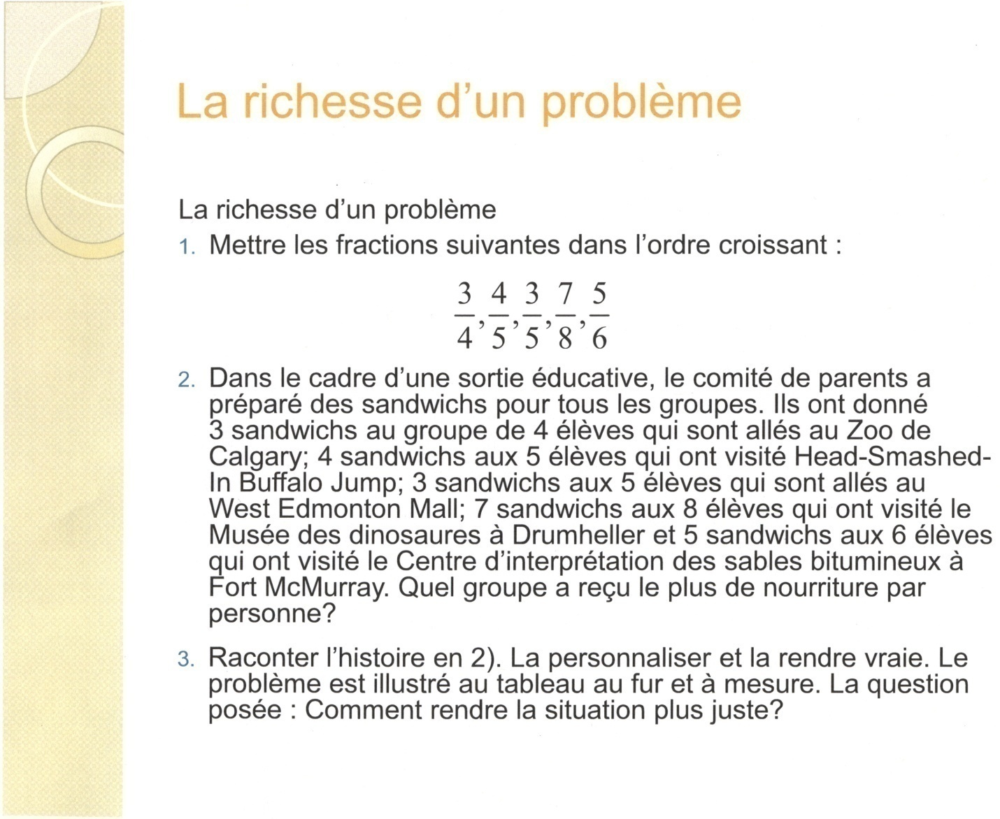 La richesse d'un problème
La richesse d'un problème
1. Mettre les fractions suivantes dans l'ordre croissant :
3/4, 4/5, 3/5, 7/8, 5/6
2. Dans le cadre d'une sortie éducative, le comité de parents a
préparé des sandwichs pour tous les groupes. Ils ont donné
3 sandwichs au groupe de 4 élèves qui sont allés au Zoo de
Calgary; 4 sandwichs aux 5 élèves qui ont visité Head-Smashed-
In Buffalo Jump; 3 sandwichs aux 5 élèves qui sont allés au
West Edmonton Mall; 7 sandwichs aux 8 élèves qui ont visité le
Musée des dinosaures à Drumheller et 5 sandwichs aux 6 élèves
qui ont visité le Centre d'interprétation des sables bitumineux à
Fort McMurray. Quel groupe a reçu le plus de nourriture par
personne?
3. Raconter l'histoire en 2). La personnaliser et la rendre vraie. Le
problème est illustré au tableau au fur et à mesure. La question
posée : Comment rendre la situation plus juste?